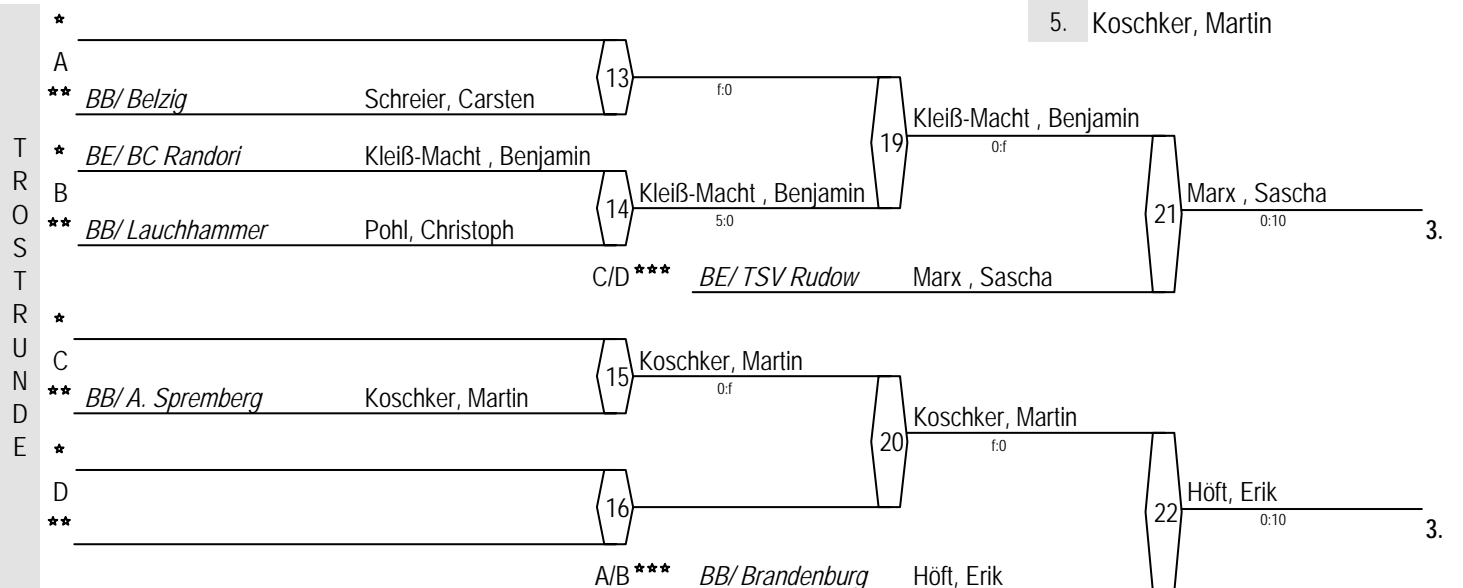 5. Koschker, Martin
TROSTRUNDE
*
A
** BB/ Belzig Schreier, Carsten
13
f:0
* BE/ BC Randori Kleiß-Macht , Benjamin
B
** BB/ Lauchhammer Pohl, Christoph
14
Kleiß-Macht , Benjamin
5:0
19
Kleiß-Macht , Benjamin
0:f
C/D *** BE/ TSV Rudow Marx , Sascha
21
Marx , Sascha
0:10
3.
*
C
** BB/ A. Spremberg Koschker, Martin
15
Koschker, Martin
0:f
*
D
**
16
20
Koschker, Martin
f:0
A/B *** BB/ Brandenburg Höft, Erik
22
Höft, Erik
0:10
3.